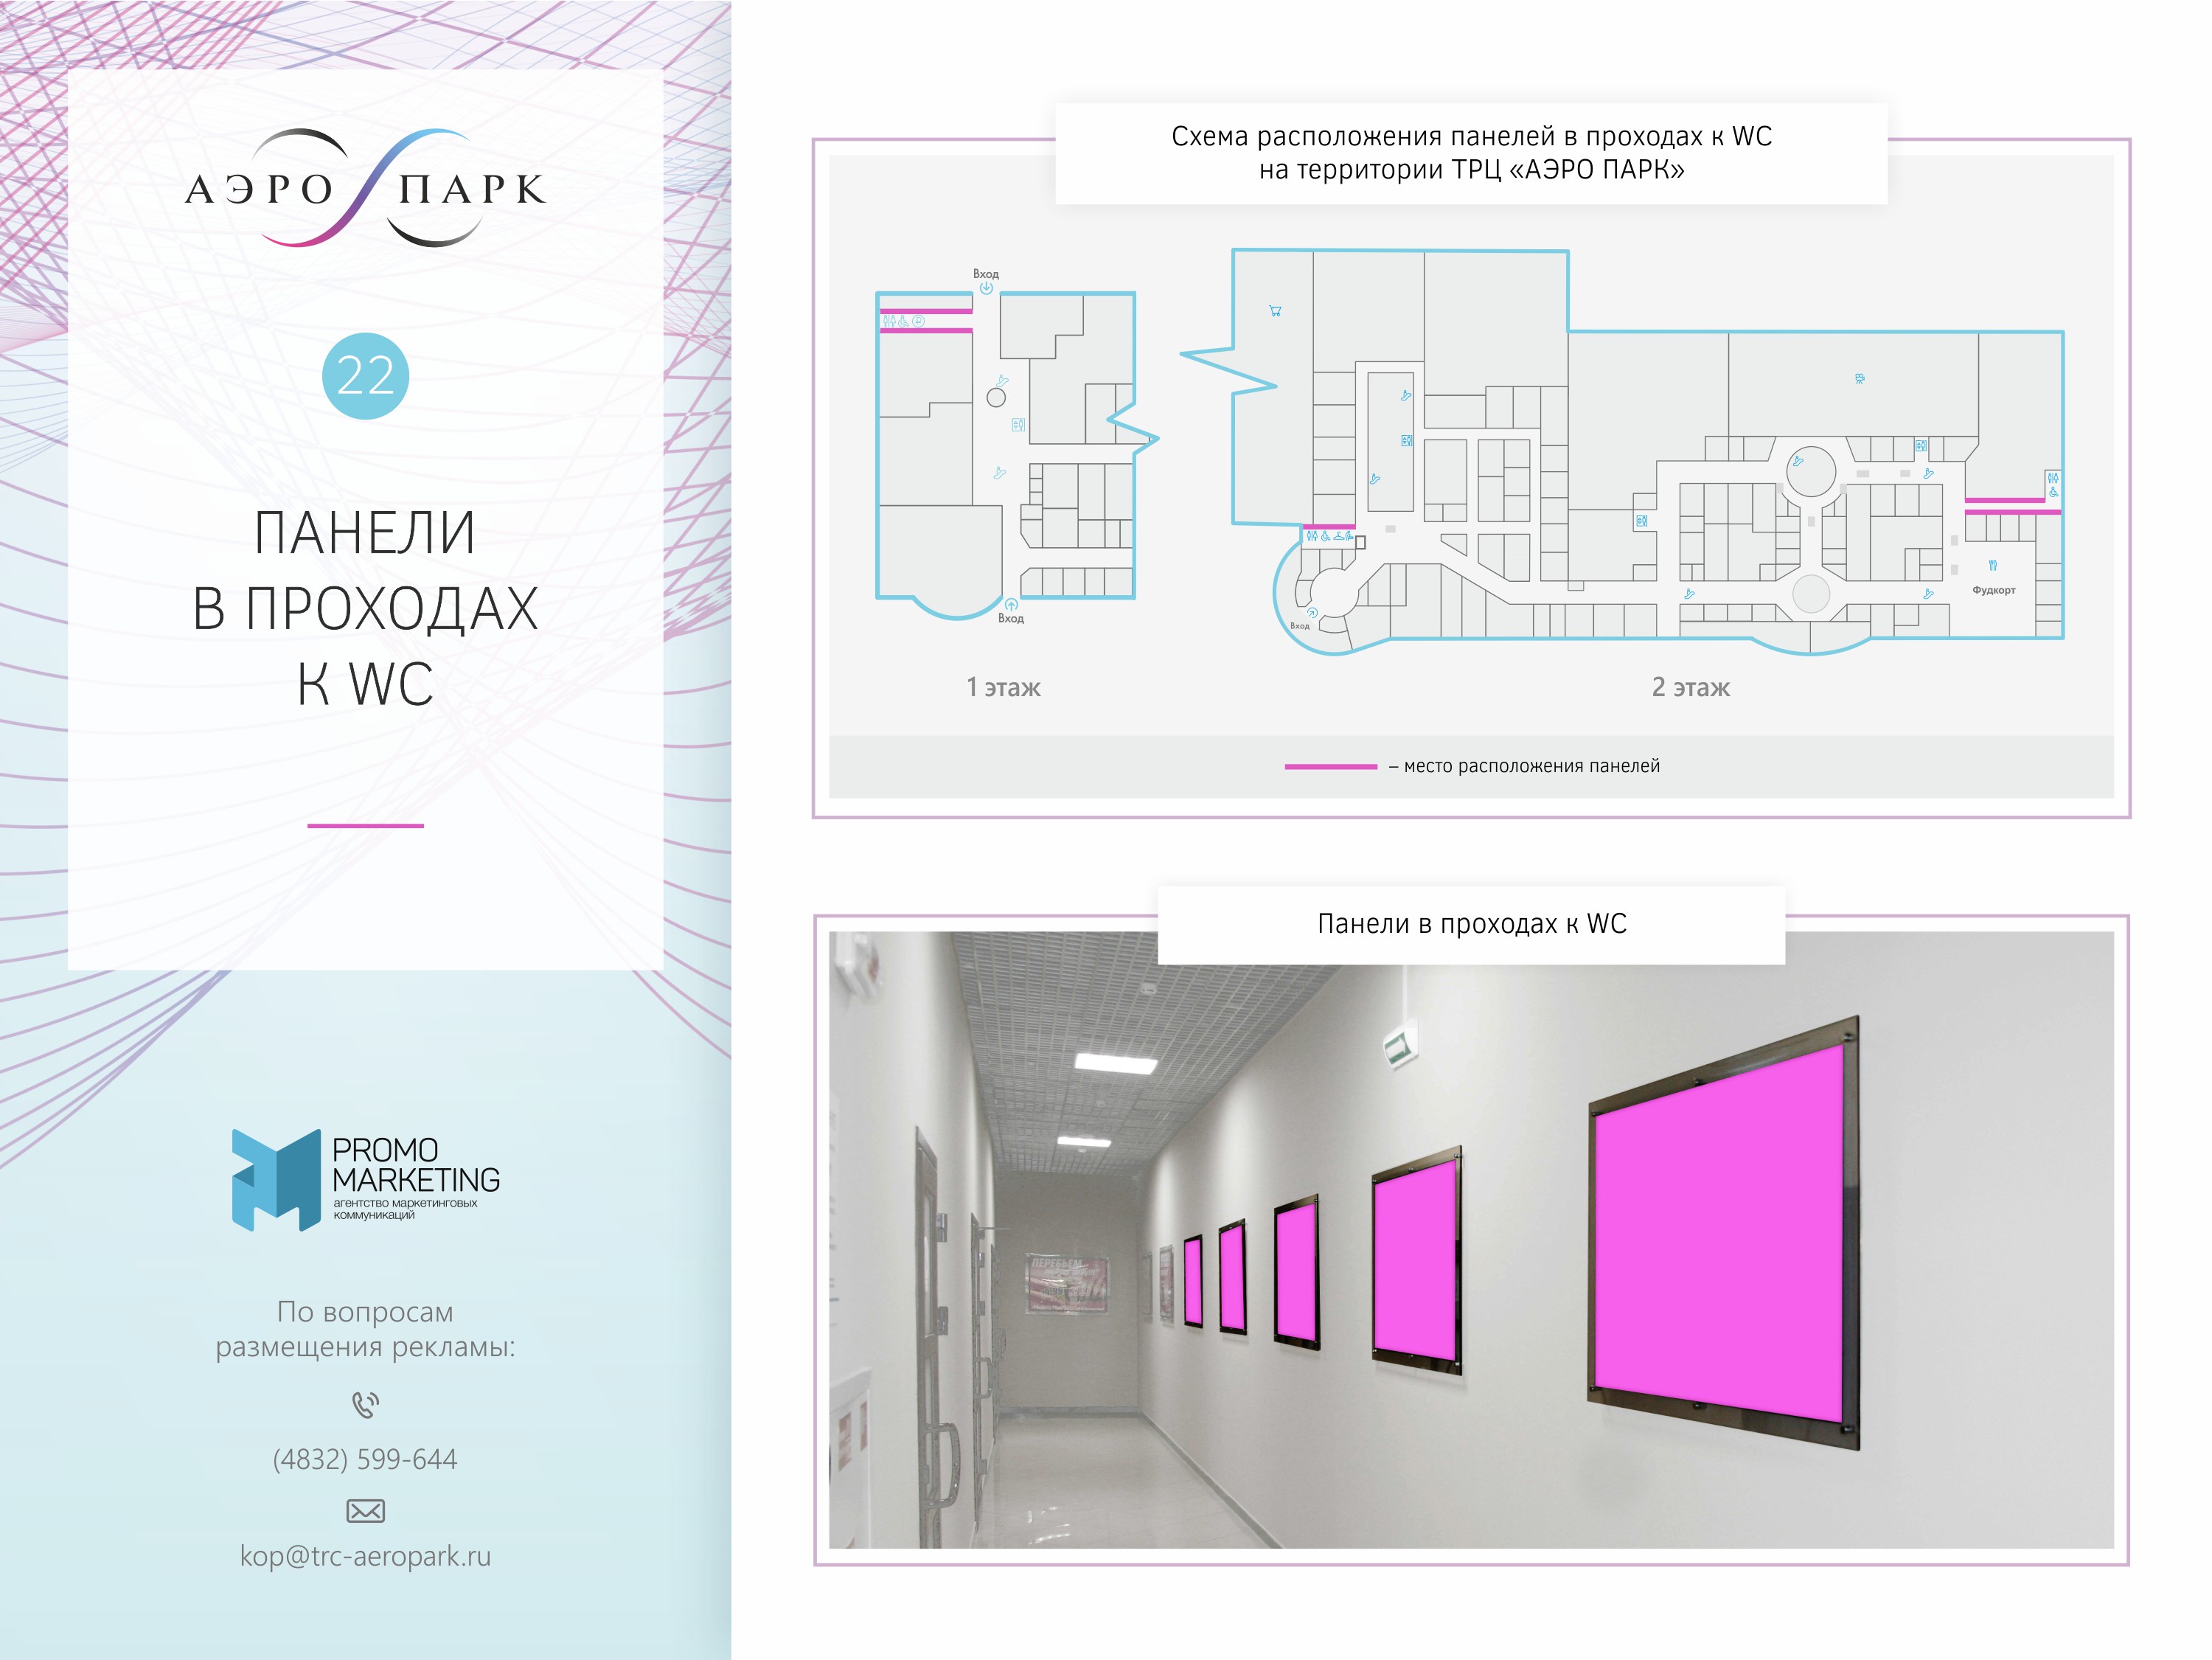 АЭРО ПАРК
22
ПАНЕЛИ
В ПРОХОДАХ
К WC
PROMO
MARKETING
агентство маркетинговых
коммуникаций
По вопросам
размещения рекламы:
(4832) 599-644
kop@trc-aeropark.ru
Схема расположения панелей в проходах к WC
на территории ТРЦ «АЭРО ПАРК»
Вход
Вход
1 этаж
Вход
Фудкорт
2 этаж
– место расположения панелей
Панели в проходах к WC
ПЕРЕБЬЕМ